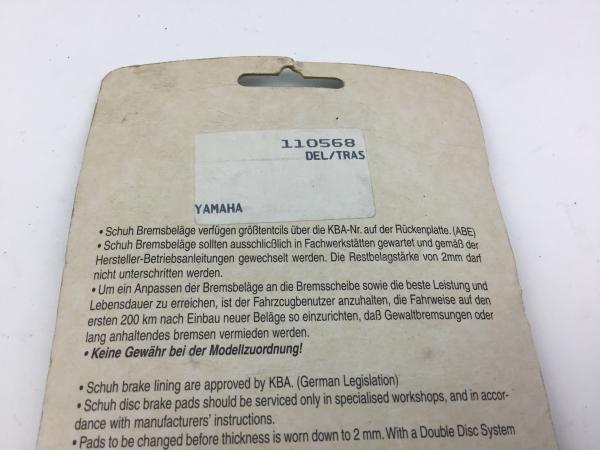 110568
DEL/TRAS
YAMAHA
• Schuh Bremsbeläge verfügen größtentcils über die KBA-Nr. auf der Rückenplatte. (ABE)
• Schuh Bremsbeläge sollten ausschlicßlich in Fachwerkstätten gewartet und gemäß der
Hersteller-Betriebsanleitungen gewechselt werden. Die Restbelagstärke von 2mm darf
nicht unterschritten werden.
• Um ein Anpassen der Bremsbeläge an die Bremsscheibe sowie die beste Leistung und
Lebensdauer zu erreichen, ist der Fahrzcugbenutzer anzuhalten, die Fahrweise auf den
ersten 200 km nach Einbau neuer Beläge so einzurichten, daß Gewaltbremsungen oder
lang anhaltendes bremsen vermieden werden.
• Keine Gewähr bei der Modellzuordnung!
• Schuh brake lining are approved by KBA. (German Legislation)
• Schuh disc brake pads should be serviced only in specialised workshops, and in accor-
dance with manufacturers' instructions.
• Pads to be changed before thickness is worn down to 2 mm. With a Double Disc System